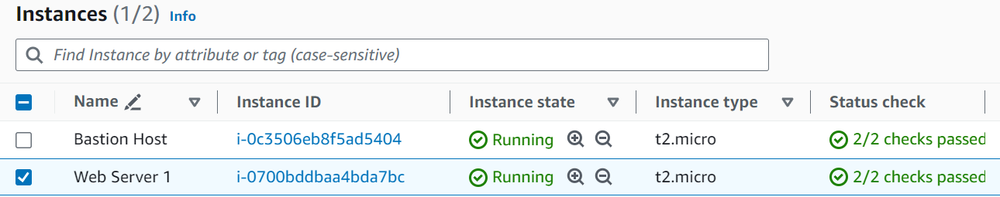 Instances (1/2) Info
Find Instance by attribute or tag (case-sensitive)
Name Instance ID Instance state Instance type Status check
Bastion Host i-0c3506eb8f5ad5404 Running t2.micro 2/2 checks passed
Web Server 1 i-0700bddbaa4bda7bc Running t2.micro 2/2 checks passed